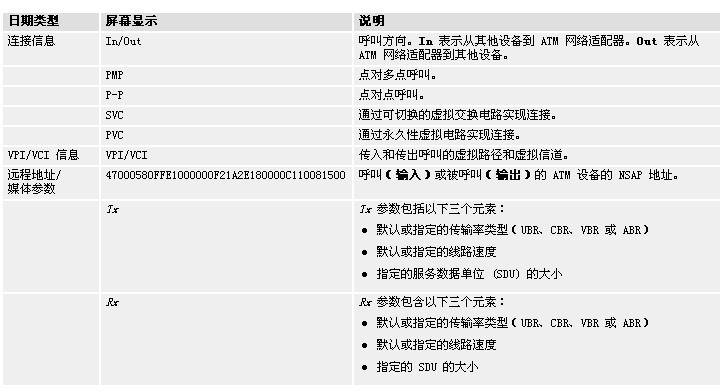 日期类型 屏幕显示 说明
连接信息 In/Out 呼叫方向。In 表示从其他设备到 ATM 网络适配器。Out 表示从
ATM 网络适配器到其他设备。
PMP 点对多点呼叫。
P-P 点对点呼叫。
SVC 通过可切换的虚拟交换电路实现连接。
PVC 通过永久性虚拟电路实现连接。
VPI/VCI 信息 VPI/VCI 传入和传出呼叫的虚拟路径和虚拟信道。
远程地址/ 47000580FFE1000000F21A2E180000C110081500 呼叫(输入)或被呼叫(输出)的 ATM 设备的 NSAP 地址。
媒体参数
Tx Tx 参数包括以下三个元素：
● 默认或指定的传输率类型(UBR、CBR、VBR 或 ABR)
● 默认或指定的线路速度
● 指定的服务数据单位 (SDU) 的大小
Rx Rx 参数包含以下三个元素：
● 默认或指定的传输率类型(UBR、CBR、VBR 或 ABR)
● 默认或指定的线路速度
● 指定的 SDU 的大小